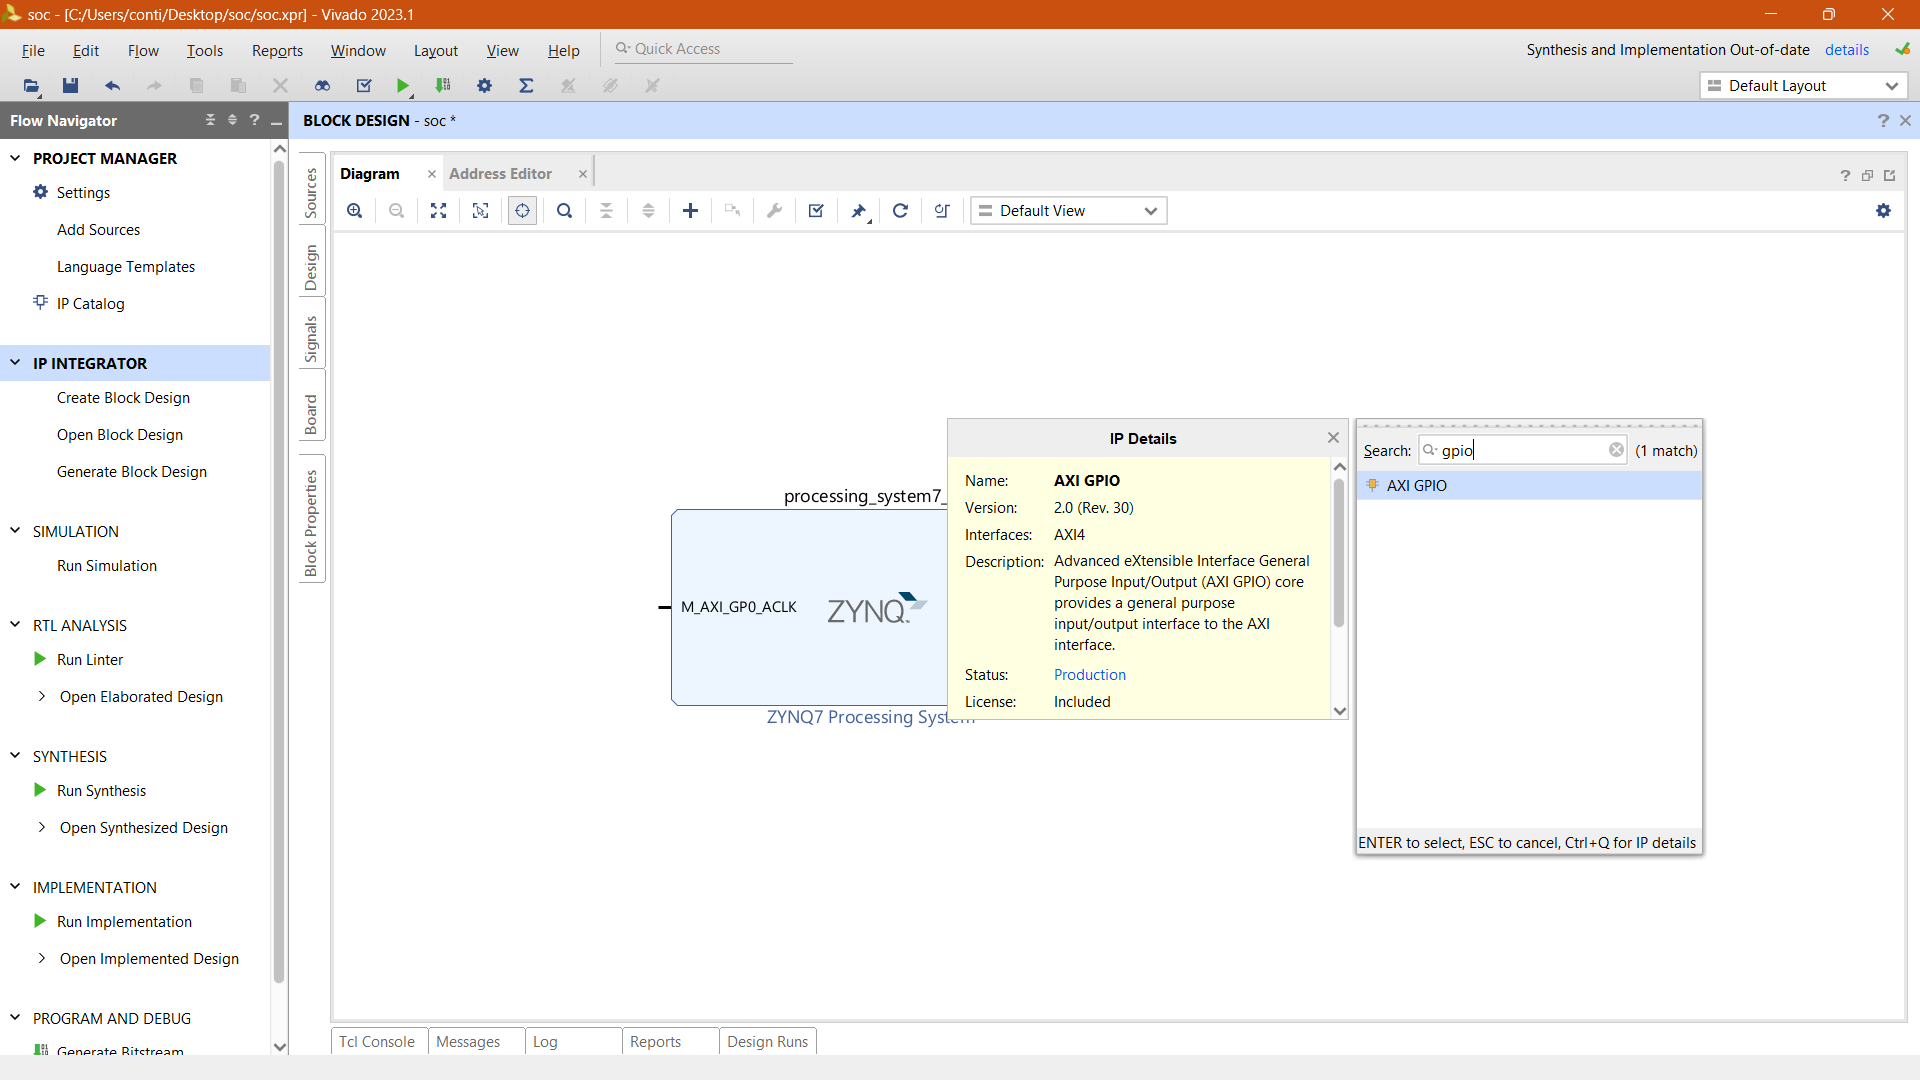 soc - [C:/Users/conti/Desktop/soc/soc.xpr] - Vivado 2023.1
File Edit Flow Tools Reports Window Layout View Help Quick Access
Synthesis and Implementation Out-of-date details
Default Layout
Flow Navigator
PROJECT MANAGER
Settings
Add Sources
Language Templates
IP Catalog
IP INTEGRATOR
Create Block Design
Open Block Design
Generate Block Design
SIMULATION
Run Simulation
RTL ANALYSIS
Run Linter
Open Elaborated Design
SYNTHESIS
Run Synthesis
Open Synthesized Design
IMPLEMENTATION
Run Implementation
Open Implemented Design
PROGRAM AND DEBUG
Generate Bitstream
BLOCK DESIGN - soc *
Sources
Design
Signals
Board
Block Properties
Diagram
Address Editor
Default View
processing_system7_
M_AXI_GP0_ACLK
ZYNQ
ZYNQ7 Processing System
IP Details
Name: AXI GPIO
Version: 2.0 (Rev. 30)
Interfaces: AXI4
Description: Advanced eXtensible Interface General
Purpose Input/Output (AXI GPIO) core
provides a general purpose
input/output interface to the AXI
interface.
Status: Production
License: Included
Search: gpio (1 match)
AXI GPIO
ENTER to select, ESC to cancel, Ctrl+Q for IP details
Tcl Console
Messages
Log
Reports
Design Runs